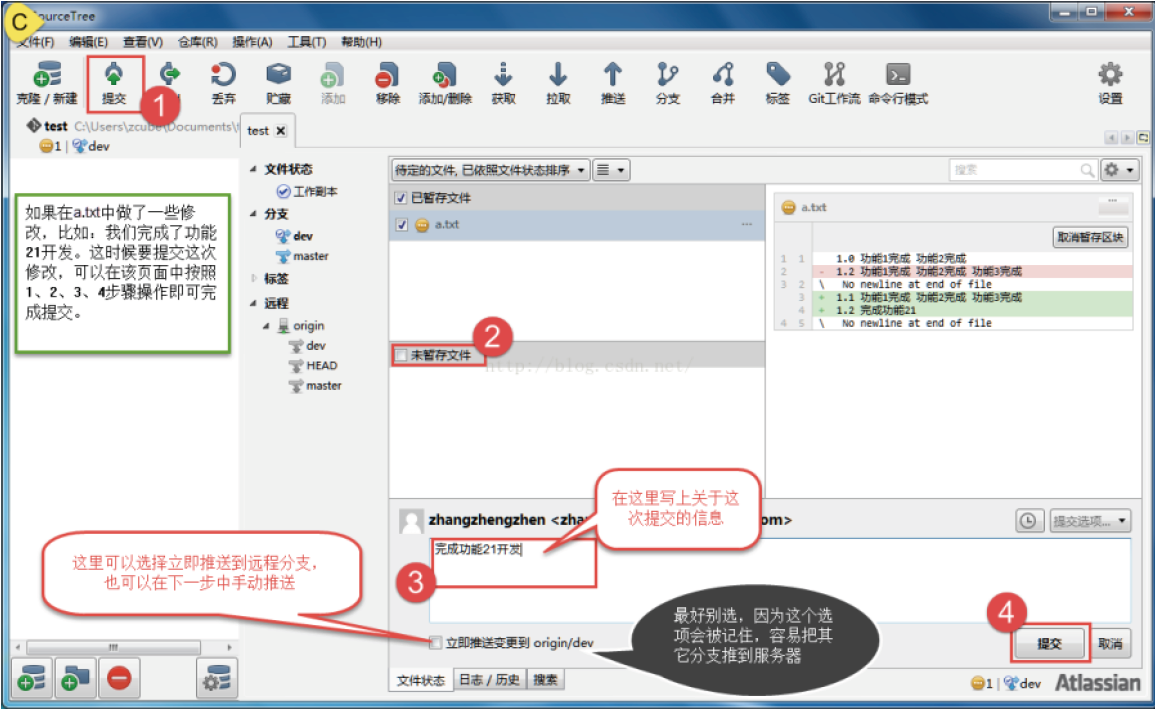 C
ourceTree
文件(F) 编辑(E) 查看(V) 仓库(R) 操作(A) 工具(T) 帮助(H)
克隆 / 新建 提交 丢弃 贮藏 添加 移除 添加/删除 获取 拉取 推送 分支 合并 标签 Git工作流 命令行模式 设置
1
test C:\Users\zcube\Documents\
1 | dev
test
如果在a.txt中做了一些修
改，比如：我们完成了功能
21开发。这时候要提交这次
修改，可以在该页面中按照
1、2、3、4步骤操作即可完
成提交。
文件状态
工作副本
分支
dev
master
标签
远程
origin
dev
HEAD
master
待定的文件, 已依照文件状态排序
搜索
已暂存文件
a.txt ...
2
未暂存文件
http://blog.csdn.net/
a.txt ...
取消暂存区块
1 1 1.0 功能1完成 功能2完成
2 - 1.2 功能1完成 功能2完成 功能3完成
3 2 \ No newline at end of file
3 + 1.1 功能1完成 功能2完成 功能3完成
4 + 1.2 完成功能21
4 5 \ No newline at end of file
在这里写上关于这
次提交的信息
zhangzhengzhen <zha om>
提交选项...
完成功能21开发
3
这里可以选择立即推送到远程分支，
也可以在下一步中手动推送
最好别选，因为这个选
项会被记住，容易把其
它分支推到服务器
4
立即推送变更到 origin/dev
提交 取消
文件状态 日志 / 历史 搜索
1 | dev Atlassian